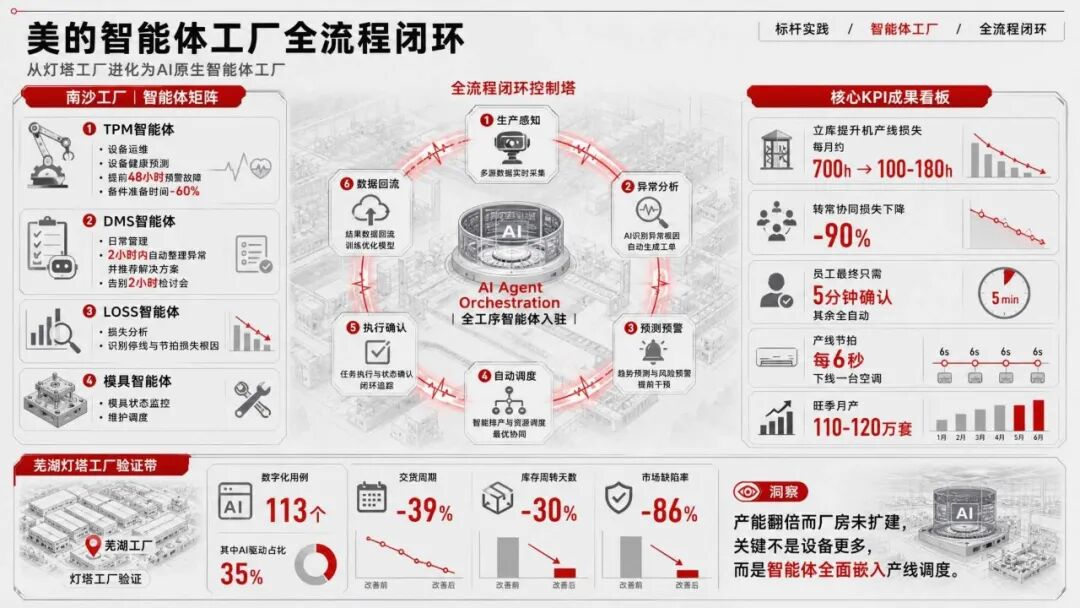 美的智能体工厂全流程闭环
从灯塔工厂进化为AI原生智能体工厂
标杆实践 / 智能体工厂 / 全流程闭环
南沙工厂 | 智能体矩阵
1 TPM智能体
• 设备运维
• 设备健康预测
• 提前48小时预警故障
• 备件准备时间-60%
2 DMS智能体
• 日常管理
• 2小时内自动整理异常
并推荐解决方案
• 告别2小时检讨会
3 LOSS智能体
• 损失分析
• 识别停线与节拍损失根因
4 模具智能体
• 模具状态监控
• 维护调度
全流程闭环控制塔
1 生产感知
多源数据实时采集
2 异常分析
AI识别异常根因
自动生成工单
3 预测预警
趋势预测与风险预警
提前干预
4 自动调度
智能排产与资源调度
最优协同
5 执行确认
任务执行与状态确认
闭环追踪
6 数据回流
结果数据回流
训练优化模型
AI
AI Agent
Orchestration
| 全工序智能体入驻 |
核心KPI成果看板
立库提升机产线损失
每月约
700h → 100-180h
转常协同损失下降
-90%
员工最终只需
5分钟确认
其余全自动
5 min
产线节拍
每6秒
下线一台空调
6s 6s 6s 6s
旺季月产
110-120万套
1月 2月 3月 4月 5月 6月
芜湖灯塔工厂验证带
芜湖工厂
灯塔工厂验证
数字化用例
AI
113个
其中AI驱动占比
35%
交货周期
-39%
改善前 改善后
库存周转天数
-30%
改善前 改善后
市场缺陷率
-86%
改善前 改善后
洞察
产能翻倍而厂房未扩建，
关键不是设备更多，
而是智能体全面嵌入产线调度。
AI